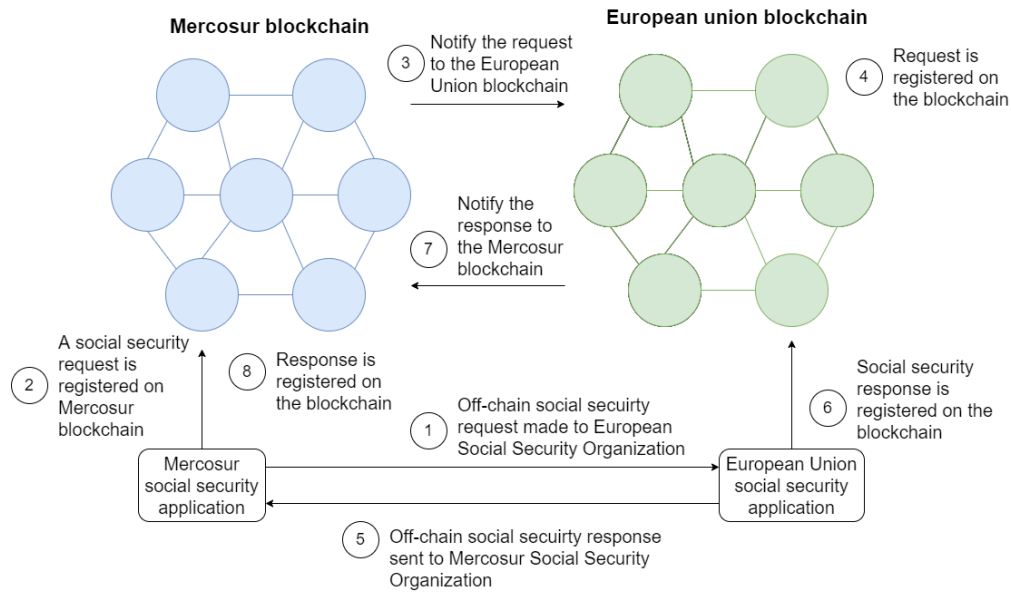 Mercosur blockchain
European union blockchain
3
Notify the request
to the European
Union blockchain
4
Request is
registered on
the blockchain
7
Notify the
response to
the Mercosur
blockchain
2
A social security
request is
registered on
Mercosur
blockchain
8
Response is
registered on
the blockchain
1
Off-chain social secuirty
request made to European
Social Security Organization
6
Social security
response is
registered on the
blockchain
Mercosur
social security
application
European Union
social security
application
5
Off-chain social secuirty response
sent to Mercosur Social Security
Organization